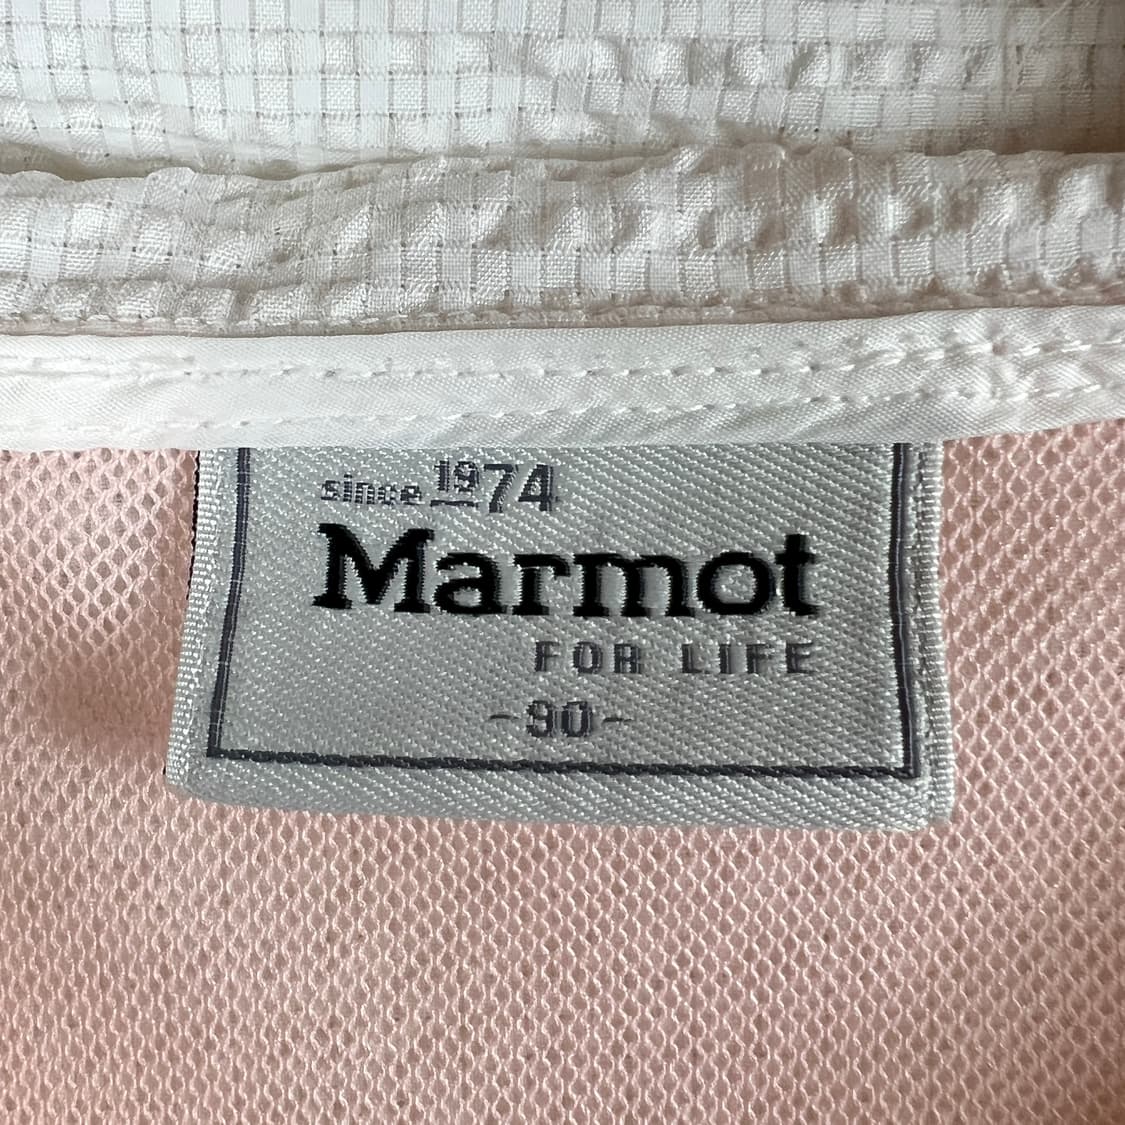 since 1974
Marmot
FOR LIFE
-90-